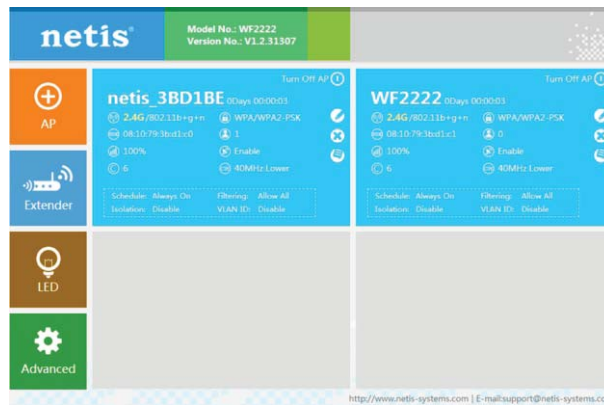 netis
Model No.: WF2222
Version No.: V1.2.31307
AP
Extender
LED
Advanced
Turn Off AP
netis_3BD1BE 0Days 00:00:03
2.4G/802.11b+g+n WPA/WPA2-PSK
08:10:79:3b:d1:c0 1
100% Enable
6 40MHz:Lower
Schedule: Always On Filtering: Allow All
Isolation: Disable VLAN ID: Disable
Turn Off AP
WF2222 0Days 00:00:03
2.4G/802.11b+g+n WPA/WPA2-PSK
08:10:79:3b:d1:c1 0
100% Enable
6 40MHz:Lower
Schedule: Always On Filtering: Allow All
Isolation: Disable VLAN ID: Disable
http://www.netis-systems.com | E-mail:support@netis-systems.co